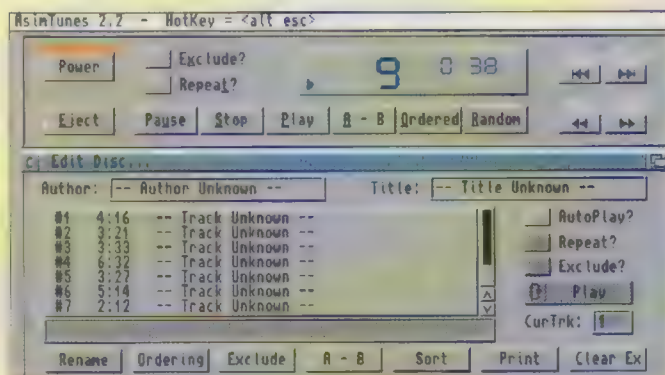 AsimTunes 2.2 - HotKey = <alt esc>
Power
Exclude?
Repeat?
9 0 38
Eject Pause Stop Play A - B Ordered Random
Edit Disc...
Author: -- Author Unknown -- Title: -- Title Unknown --
#1 4:16 -- Track Unknown --
#2 3:21 -- Track Unknown --
#3 3:33 -- Track Unknown --
#4 6:32 -- Track Unknown --
#5 3:27 -- Track Unknown --
#6 5:14 -- Track Unknown --
#7 2:12 -- Track Unknown --
AutoPlay?
Repeat?
Exclude?
Play
CurTrk: 1
Rename Ordering Exclude A - B Sort Print Clear Ex